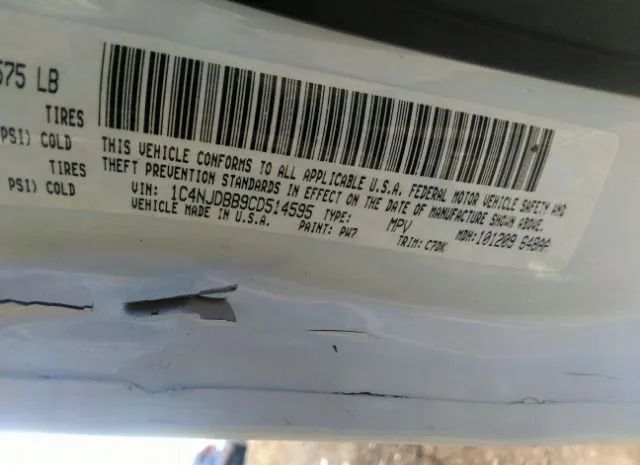 575 LB
TIRES
PSI) COLD
TIRES
PSI) COLD
THIS VEHICLE CONFORMS TO ALL APPLICABLE U.S.A. FEDERAL MOTOR VEHICLE SAFETY AND
THEFT PREVENTION STANDARDS IN EFFECT ON THE DATE OF MANUFACTURE SHOWN ABOVE.
VIN: 1C4NJDBB9CD514595 TYPE: MPV MDH:101209
VEHICLE MADE IN U.S.A. PAINT: PW7 TRIM: C7DK